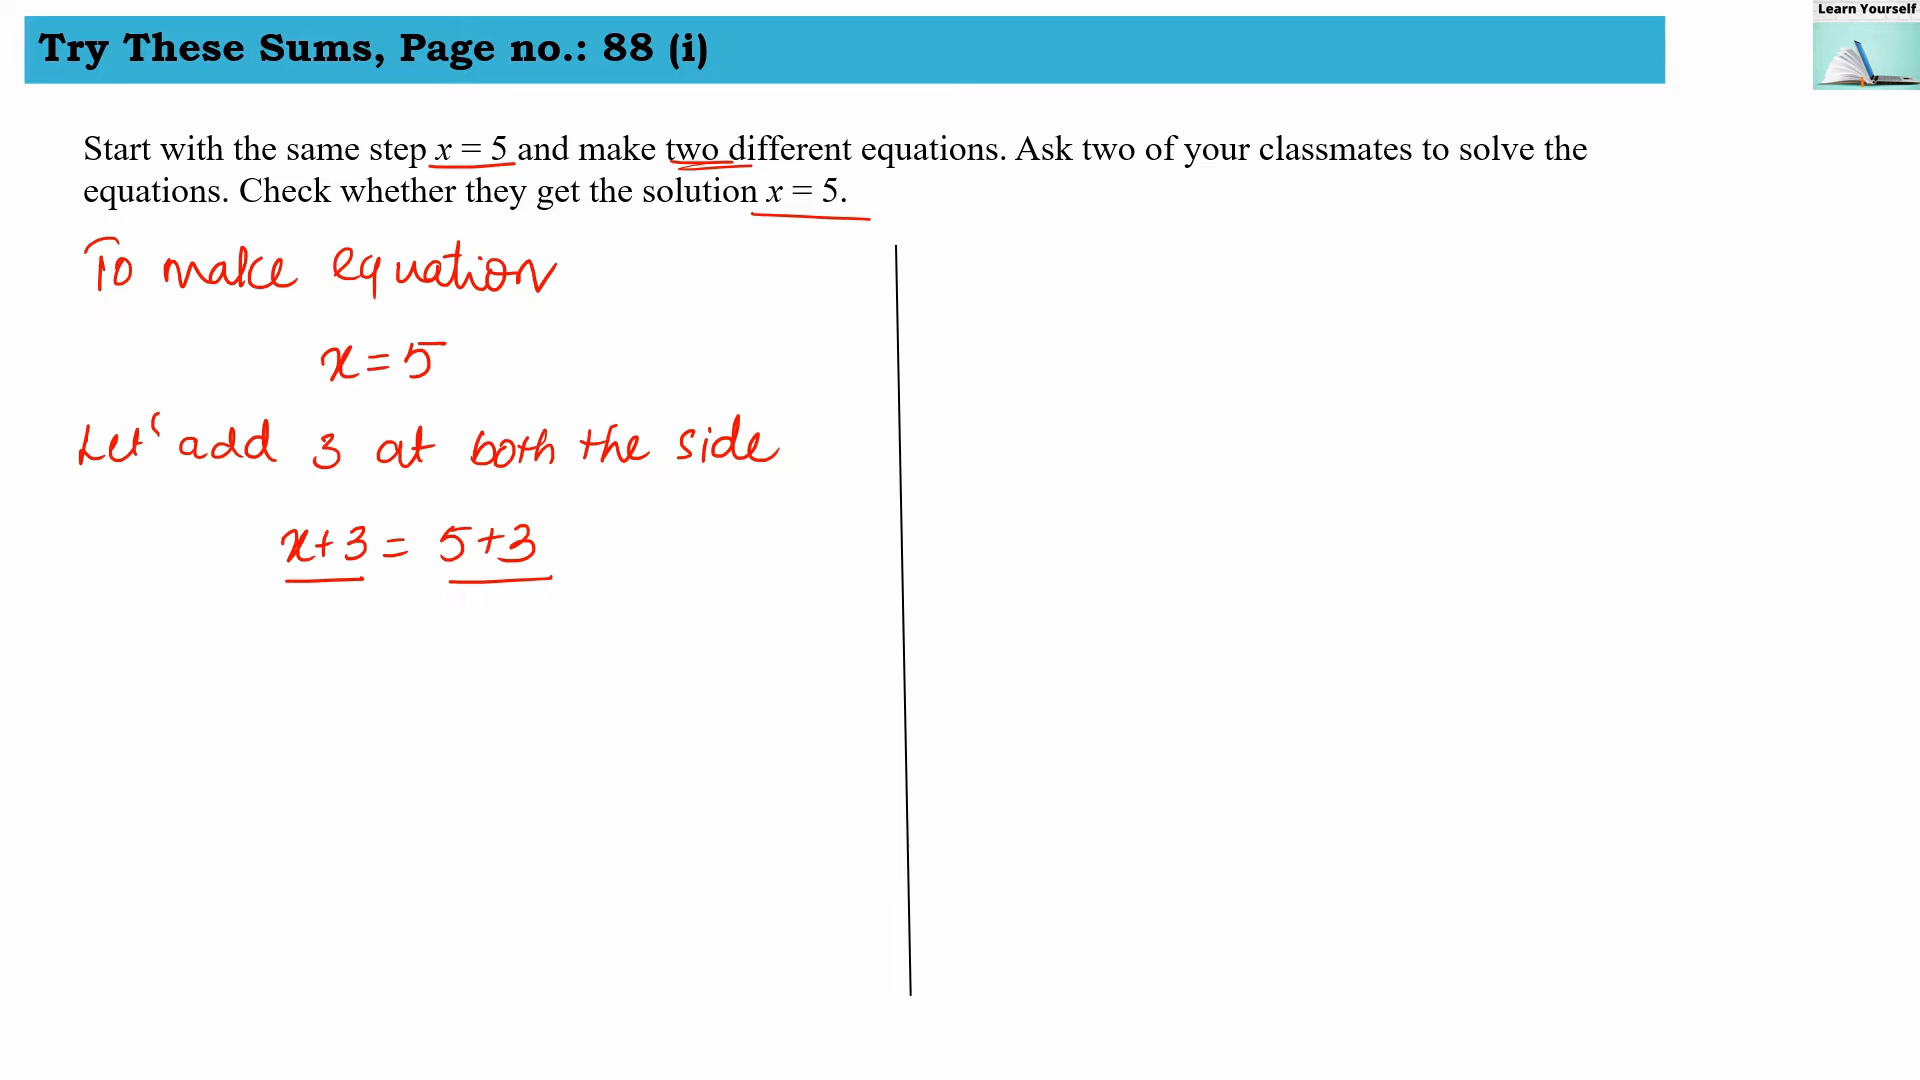 Try These Sums, Page no.: 88 (i)
Learn Yourself
Start with the same step x = 5 and make two different equations. Ask two of your classmates to solve the
equations. Check whether they get the solution x = 5.
To make equation
x = 5
Let' add 3 at both the side
x+3 = 5+3